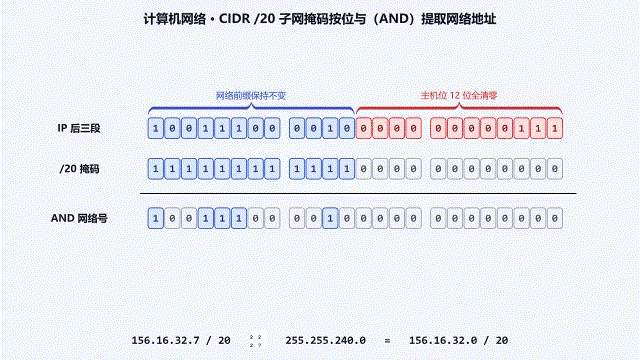 计算机网络 · CIDR /20 子网掩码按位与（AND）提取网络地址
网络前缀保持不变 主机位 12 位全清零
IP 后三段 1 0 0 1 1 1 0 0 0 0 1 0 0 0 0 0 0 0 0 0 0 1 1 1
/20 掩码 1 1 1 1 1 1 1 1 1 1 1 1 0 0 0 0 0 0 0 0 0 0 0 0
AND 网络号 1 0 0 1 1 1 0 0 0 0 1 0 0 0 0 0 0 0 0 0 0 0 0 0
156.16.32.7 / 20 255.255.240.0 = 156.16.32.0 / 20